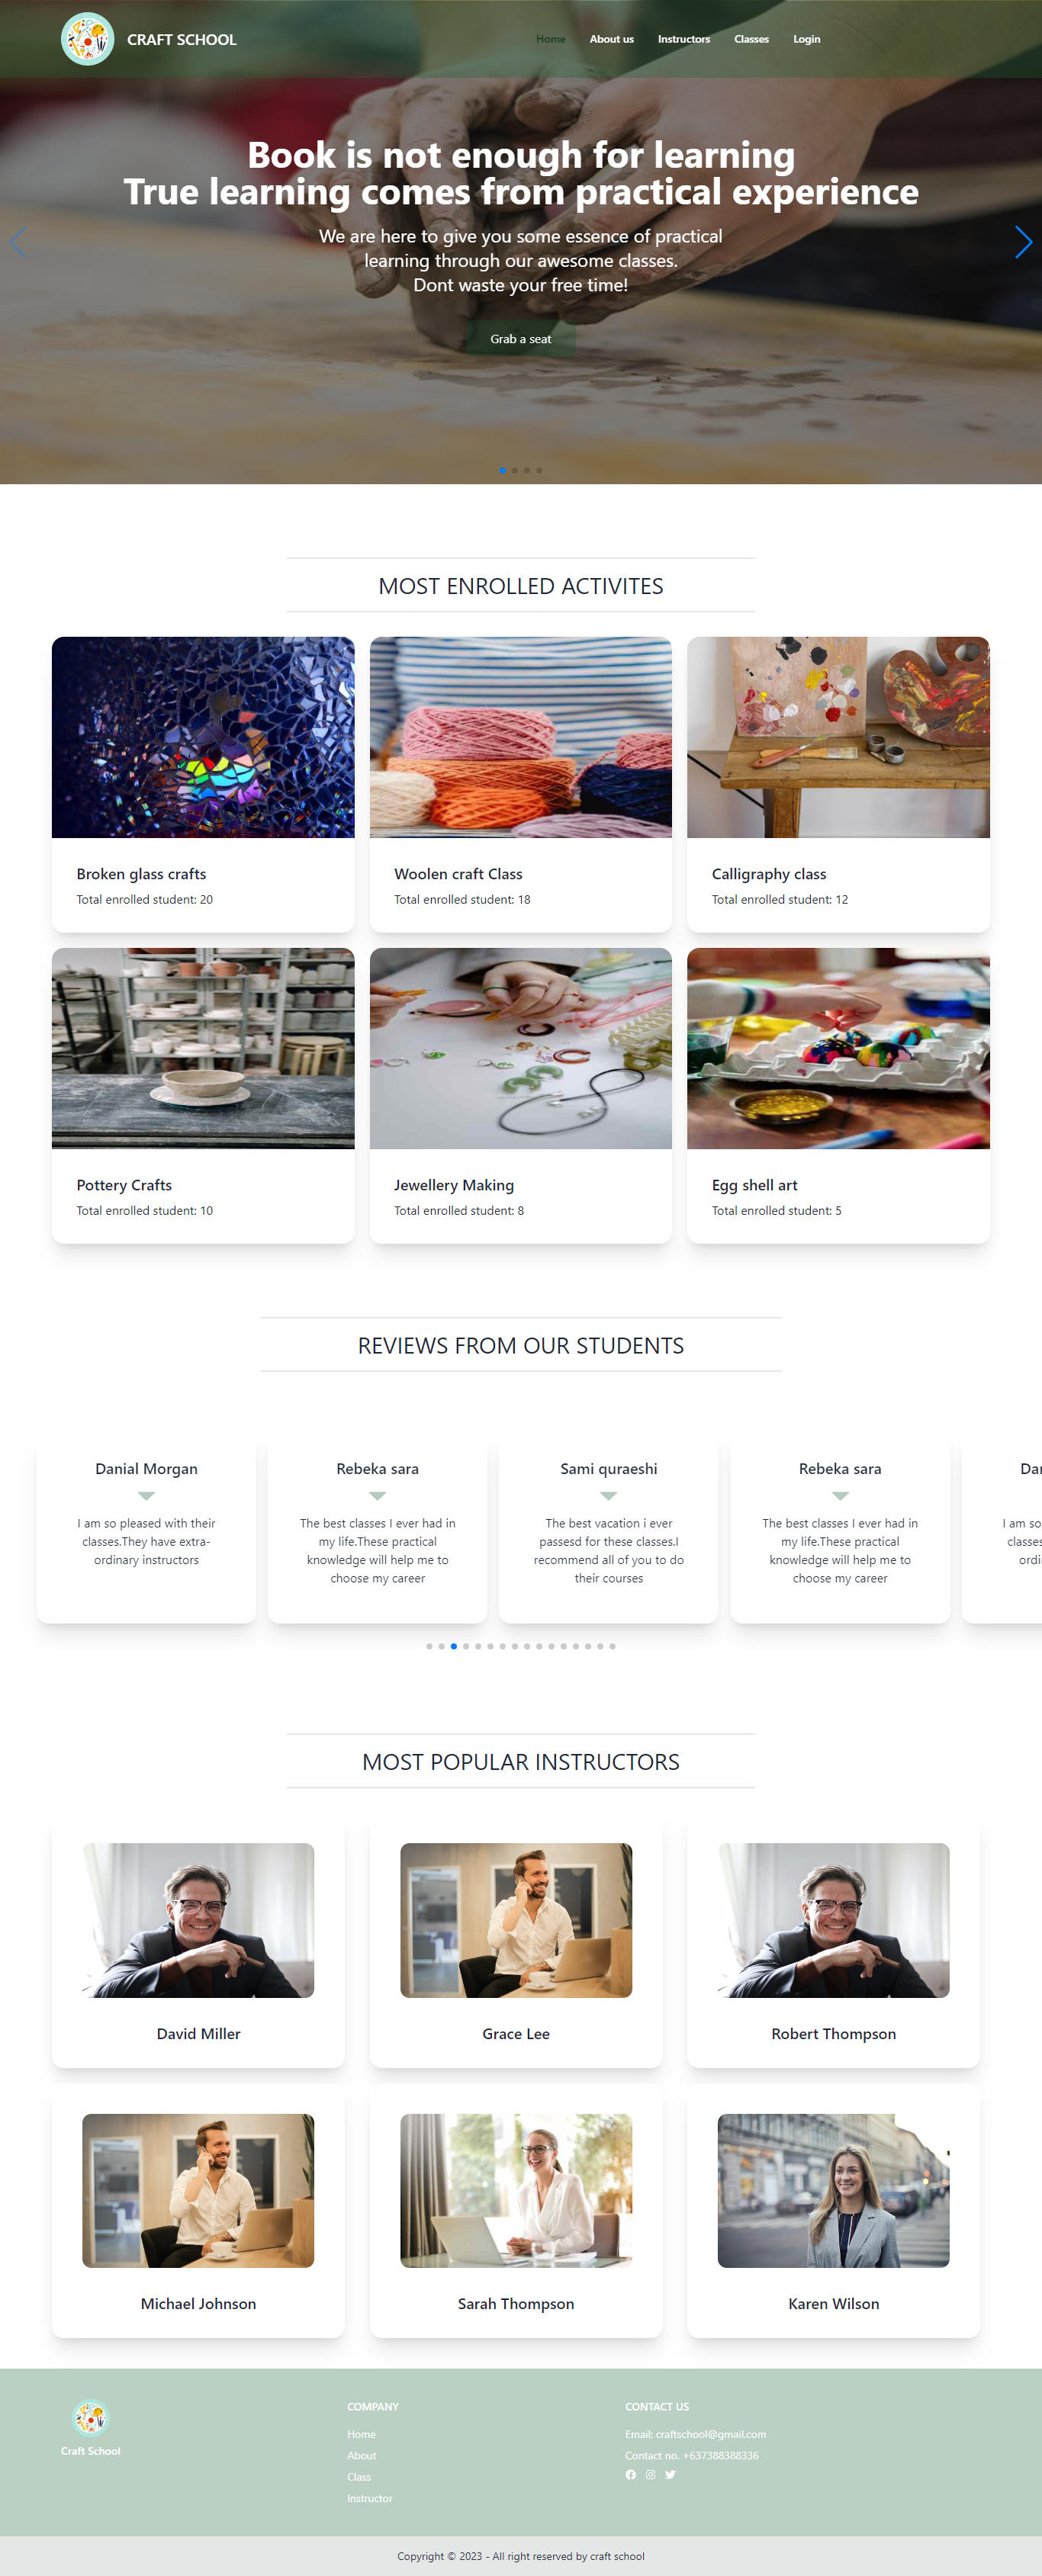 CRAFT SCHOOL
Home About us Instructors Classes Login
Book is not enough for learning
True learning comes from practical experience
We are here to give you some essence of practical
learning through our awesome classes.
Dont waste your free time!
Grab a seat
MOST ENROLLED ACTIVITES
Broken glass crafts
Total enrolled student: 20
Woolen craft Class
Total enrolled student: 18
Calligraphy class
Total enrolled student: 12
Pottery Crafts
Total enrolled student: 10
Jewellery Making
Total enrolled student: 8
Egg shell art
Total enrolled student: 5
REVIEWS FROM OUR STUDENTS
Danial Morgan
I am so pleased with their
classes.They have extra-
ordinary instructors
Rebeka sara
The best classes I ever had in
my life.These practical
knowledge will help me to
choose my career
Sami quraeshi
The best vacation i ever
passesd for these classes.I
recommend all of you to do
their courses
Rebeka sara
The best classes I ever had in
my life.These practical
knowledge will help me to
choose my career
I am so
MOST POPULAR INSTRUCTORS
David Miller
Grace Lee
Robert Thompson
Michael Johnson
Sarah Thompson
Karen Wilson
Craft School
COMPANY
Home
About
Class
Instructor
CONTACT US
Email: craftschool@gmail.com
Contact no. +637388388336
Copyright © 2023 - All right reserved by craft school